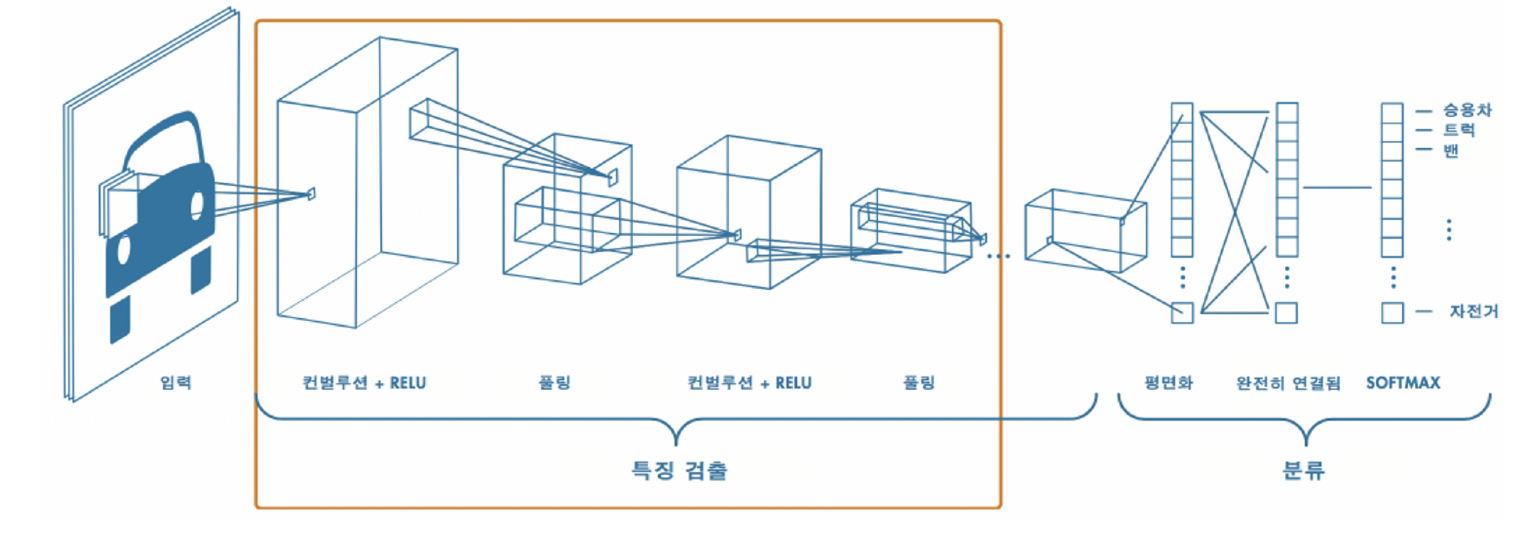 승용차
트럭
밴
자전거
입력
컨벌루션 + RELU
풀링
컨벌루션 + RELU
풀링
평면화
완전히 연결됨
SOFTMAX
특징 검출
분류